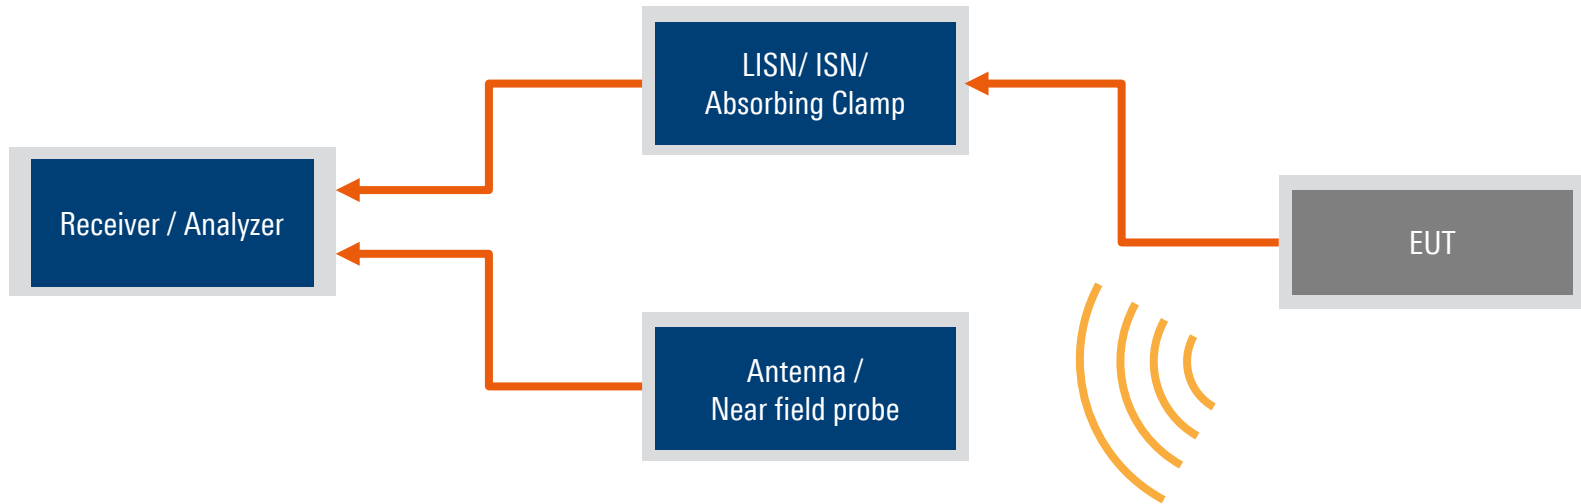 LISN/ ISN/
Absorbing Clamp
Receiver / Analyzer
EUT
Antenna /
Near field probe